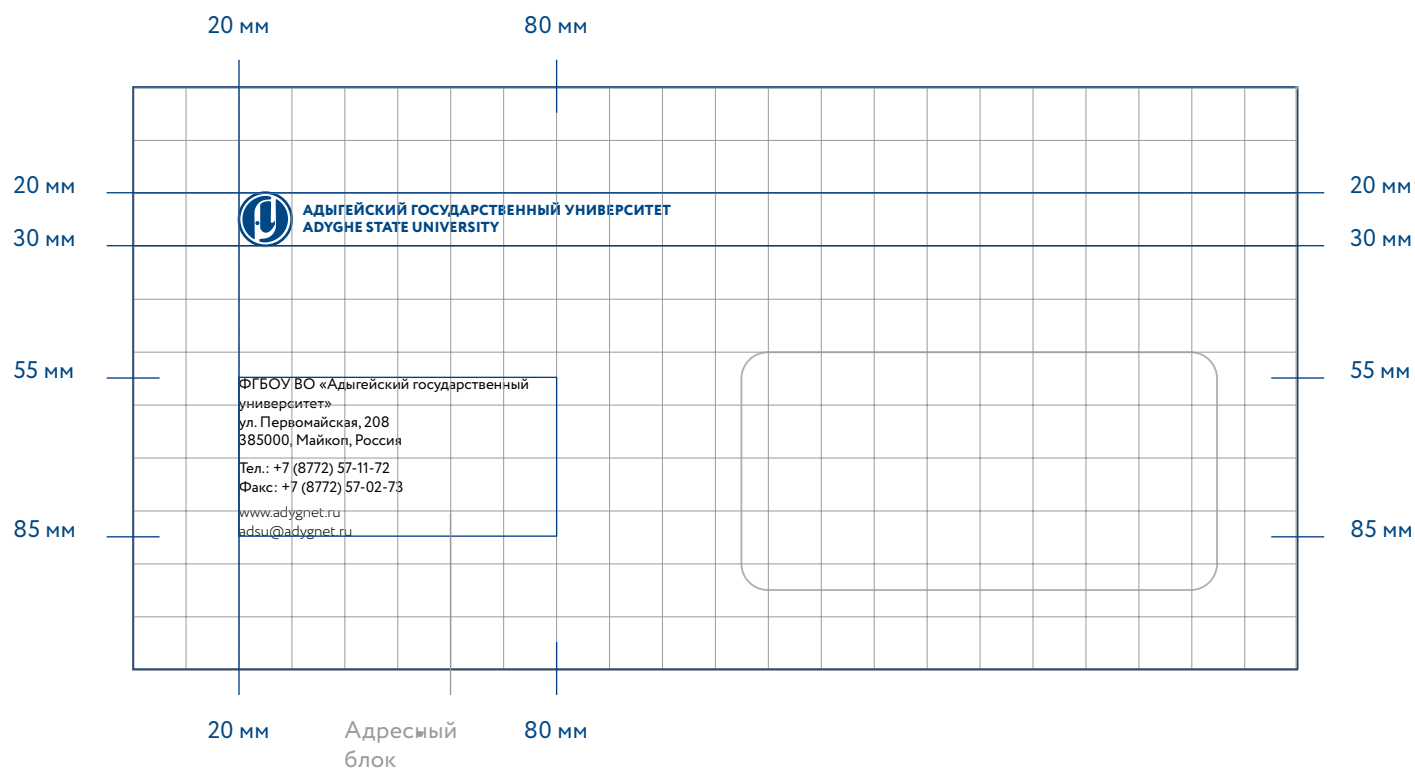 20 мм 80 мм
20 мм 20 мм
АДЫГЕЙСКИЙ ГОСУДАРСТВЕННЫЙ УНИВЕРСИТЕТ
ADYGHE STATE UNIVERSITY
30 мм 30 мм
55 мм 55 мм
ФГБОУ ВО «Адыгейский государственный
университет»
ул. Первомайская, 208
385000, Майкоп, Россия
Тел.: +7 (8772) 57-11-72
Факс: +7 (8772) 57-02-73
www.adygnet.ru
adsu@adygnet.ru
85 мм 85 мм
20 мм Адресный 80 мм
блок